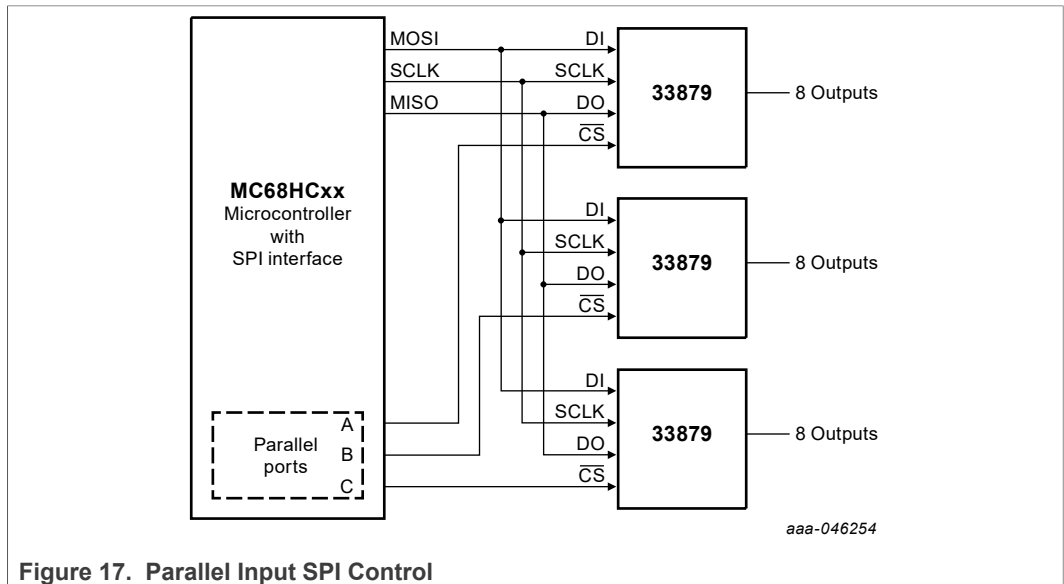 MOSI
SCLK
MISO
MC68HCxx
Microcontroller
with
SPI interface
Parallel
ports
A
B
C
DI
SCLK
DO
CS
33879
8 Outputs
DI
SCLK
DO
CS
33879
8 Outputs
DI
SCLK
DO
CS
33879
8 Outputs
aaa-046254
Figure 17. Parallel Input SPI Control